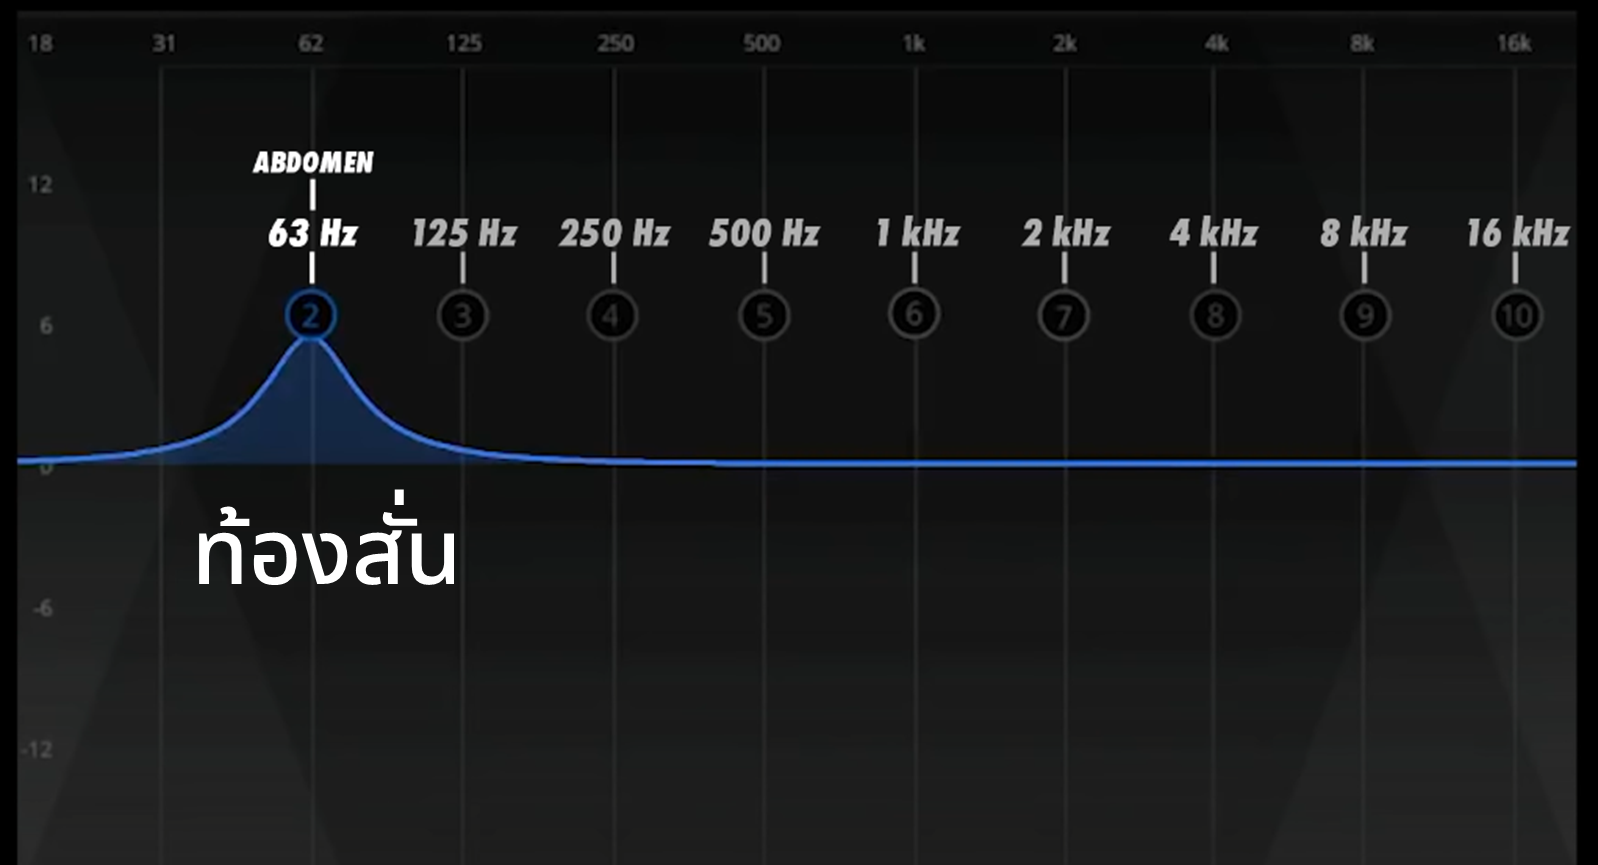 18 31 62 125 250 500 1k 2k 4k 8k 16k
ABDOMEN
12
63 Hz 125 Hz 250 Hz 500 Hz 1 kHz 2 kHz 4 kHz 8 kHz 16 kHz
6 2 3 4 5 6 7 8 9 10
0
ท้องสั่น
-6
-12